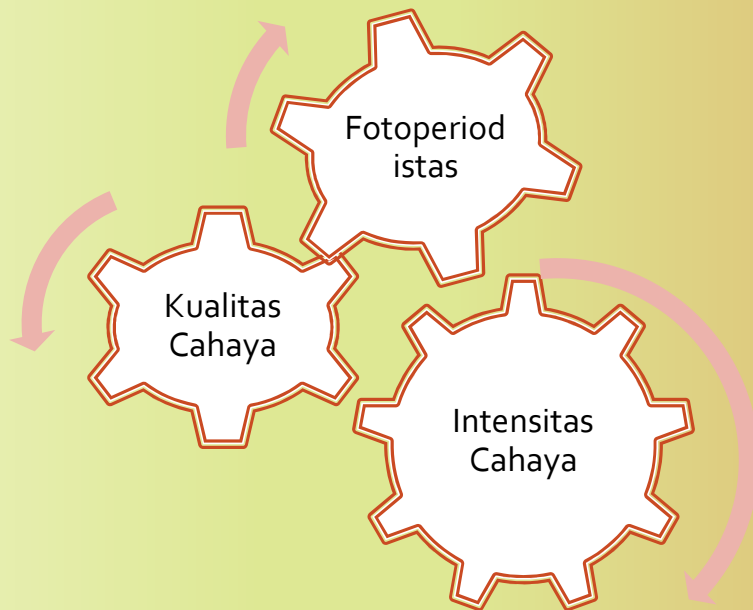 Fotoperiod
istas
Kualitas
Cahaya
Intensitas
Cahaya